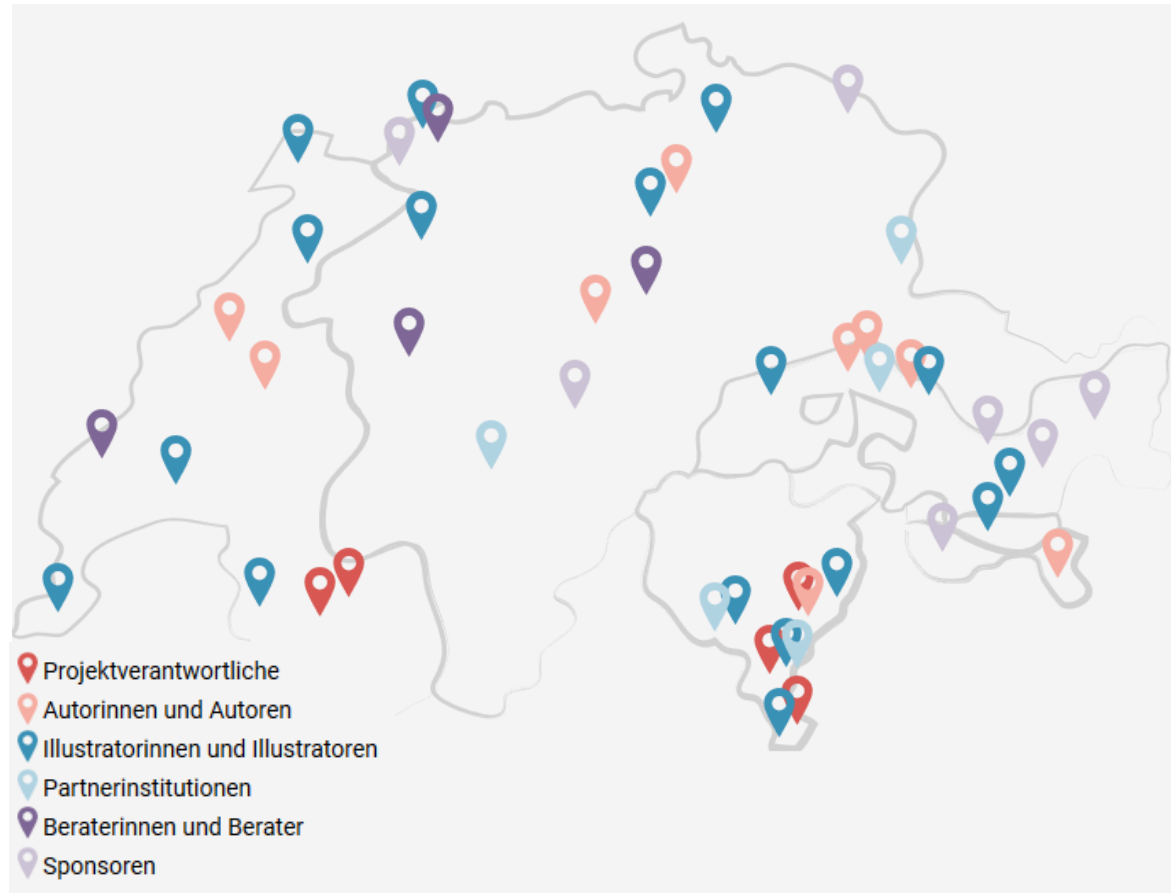 Projektverantwortliche
Autorinnen und Autoren
Illustratorinnen und Illustratoren
Partnerinstitutionen
Beraterinnen und Berater
Sponsoren